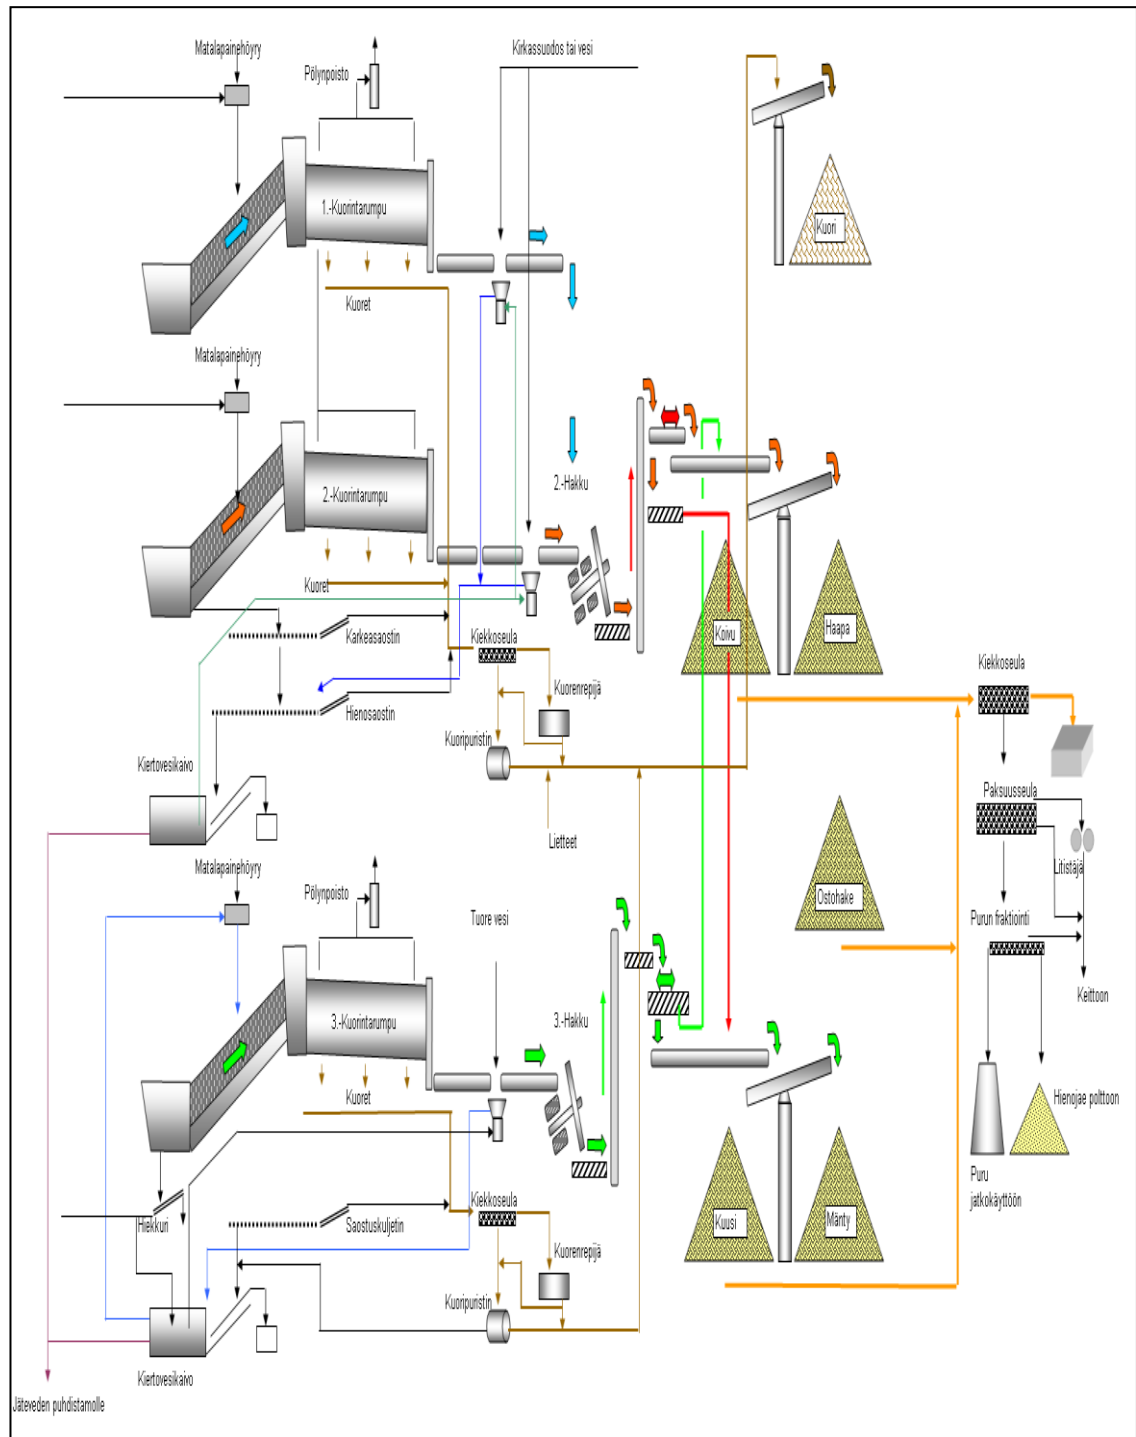 Matalapainehöyry
Pölynpoisto
Kirkassuodos tai vesi
1.-Kuorintarumpu
Kuori
Kuoret
Matalapainehöyry
2.-Kuorintarumpu
2.-Hakku
Kuoret
Karkeasaostin
Kiekkoseula
Koivu
Haapa
Kiekkoseula
Kuorenrepijä
Hienosaostin
Kuoripuristin
Kiertovesikaivo
Paksuusseula
Lietteet
Litistäjä
Matalapainehöyry
Pölynpoisto
Tuore vesi
Ostohake
Purun fraktiointi
Keittoon
3.-Kuorintarumpu
3.-Hakku
Kuoret
Hienojae polttoon
Puru
jatkokäyttöön
Kiekkoseula
Hiekkuri
Saostuskuljetin
Kuusi
Mänty
Kuorenrepijä
Kuoripuristin
Kiertovesikaivo
Jäteveden puhdistamolle